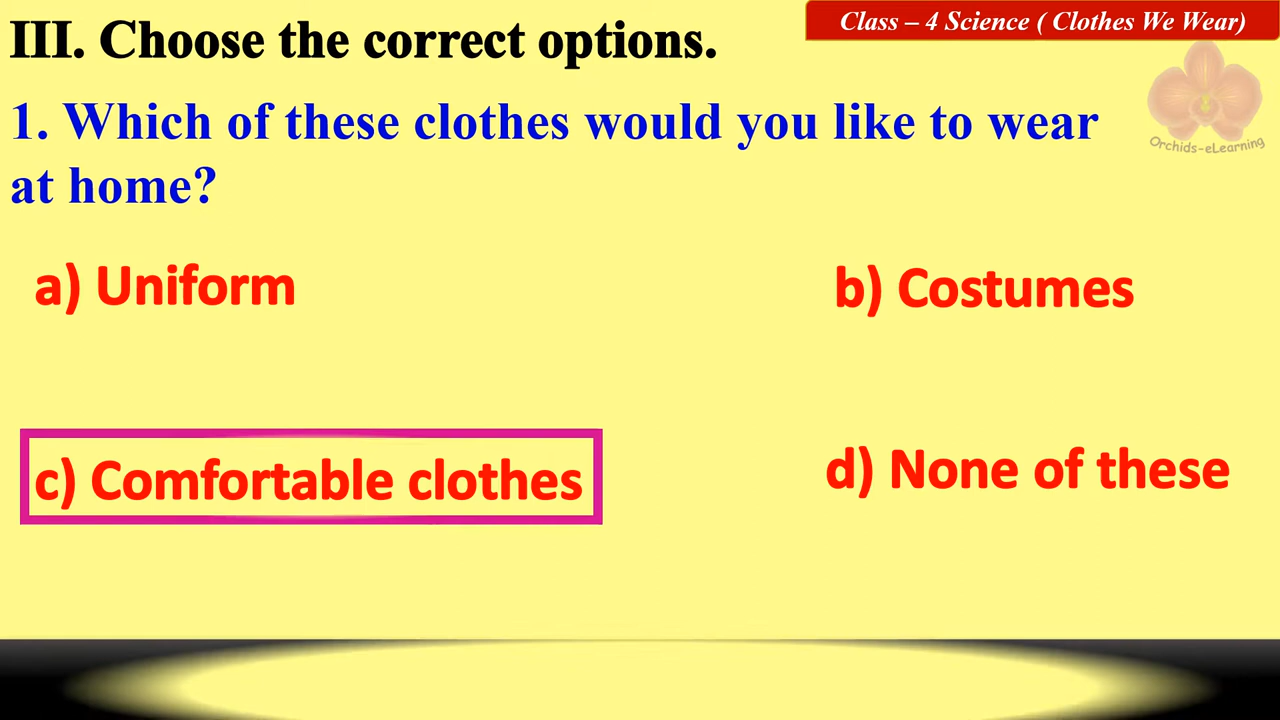 Class – 4 Science ( Clothes We Wear)
III. Choose the correct options.
Orchids-eLearning
1. Which of these clothes would you like to wear
at home?
a) Uniform
b) Costumes
c) Comfortable clothes
d) None of these